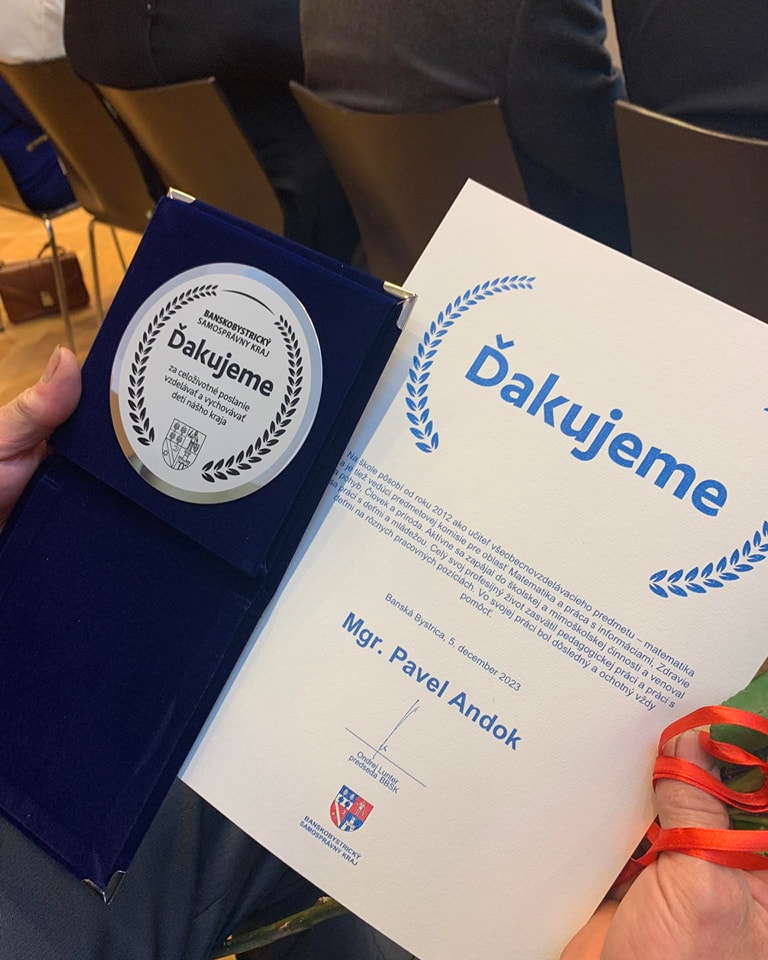 BANSKOBYSTRICKÝ
SAMOSPRÁVNY KRAJ
Ďakujeme
za celoživotné poslanie
vzdelávať a vychovávať
deti nášho kraja
Ďakujeme
Na škole pôsobí od roku 2012 ako učiteľ všeobecnovzdelávacieho predmetu – matematika
a je tiež vedúci predmetovej komisie pre oblasť Matematika a práca s informáciami, Zdravie
a pohyb, Človek a príroda. Aktívne sa zapájal do školskej a mimoškolskej činnosti a venoval
sa práci s deťmi a mládežou. Celý svoj profesijný život zasvätil pedagogickej práci a práci s
deťmi na rôznych pracovných pozíciách. Vo svojej práci bol dôsledný a ochotný vždy
pomôcť.
Banská Bystrica, 5. december 2023
Mgr. Pavel Andok
Ondrej Lunter
predseda BBSK
BANSKOBYSTRICKÝ
SAMOSPRÁVNY KRAJ